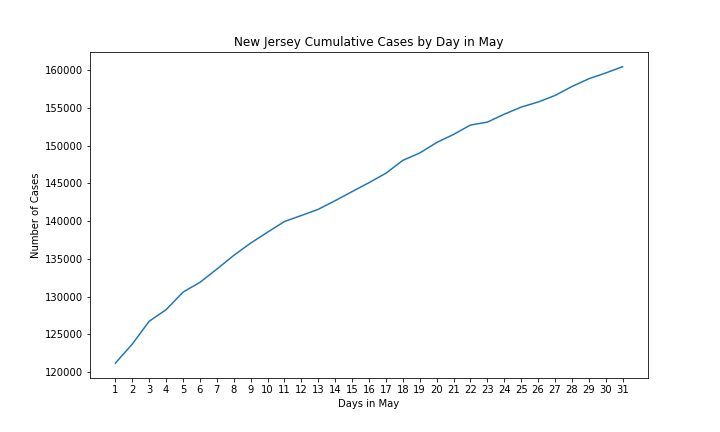 New Jersey Cumulative Cases by Day in May
Number of Cases
160000
155000
150000
145000
140000
135000
130000
125000
120000
1 2 3 4 5 6 7 8 9 10 11 12 13 14 15 16 17 18 19 20 21 22 23 24 25 26 27 28 29 30 31
Days in May